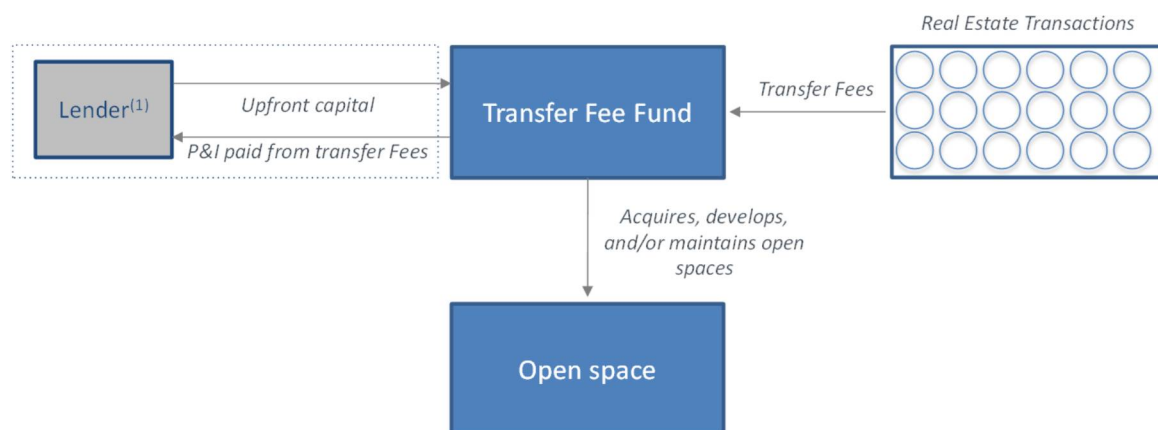 Real Estate Transactions
Lender(1)
Upfront capital
P&I paid from transfer Fees
Transfer Fee Fund
Transfer Fees
Acquires, develops,
and/or maintains open
spaces
Open space